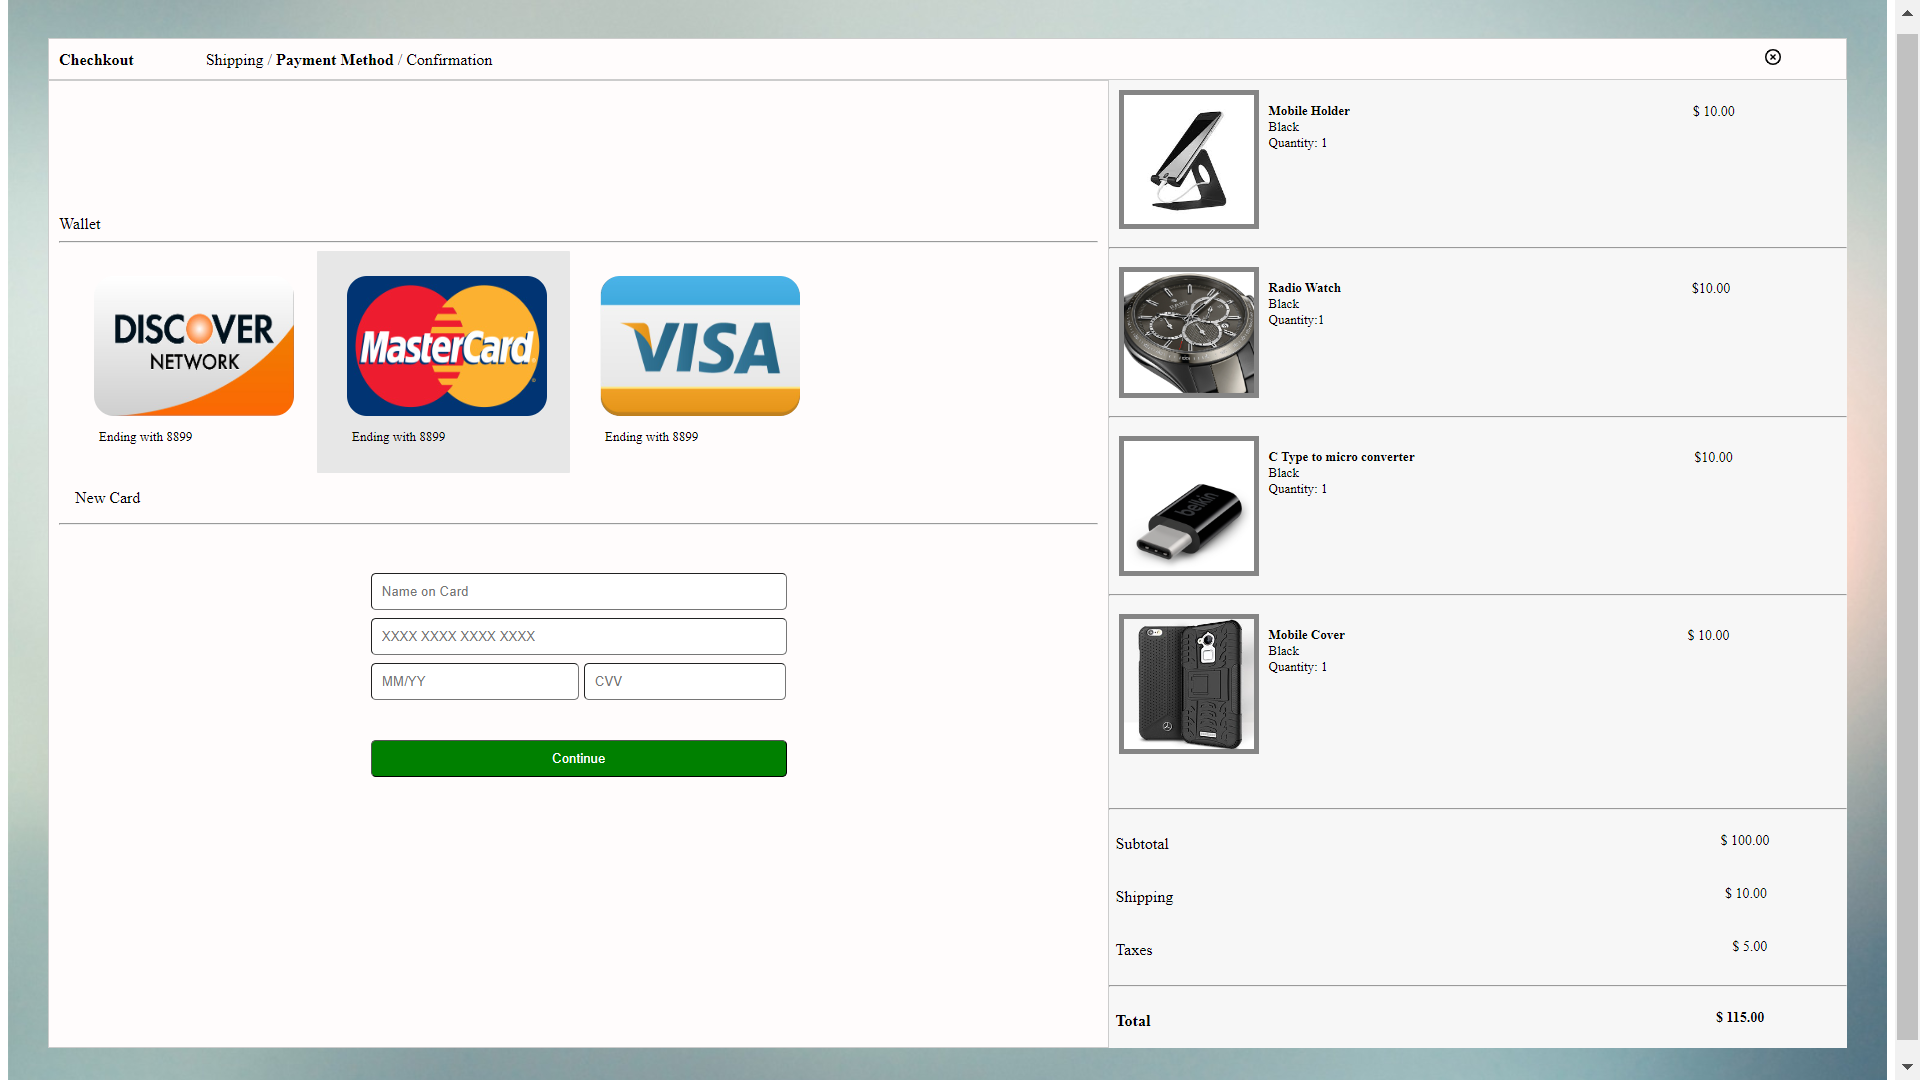 Chechkout
Shipping / Payment Method / Confirmation
Wallet
DISCOVER
NETWORK
MasterCard
VISA
Ending with 8899
Ending with 8899
Ending with 8899
New Card
Name on Card
XXXX XXXX XXXX XXXX
MM/YY
CVV
Continue
Mobile Holder
$ 10.00
Black
Quantity: 1
Radio Watch
$10.00
Black
Quantity:1
C Type to micro converter
$10.00
Black
Quantity: 1
belkin
Mobile Cover
$ 10.00
Black
Quantity: 1
Subtotal
$ 100.00
Shipping
$ 10.00
Taxes
$ 5.00
Total
$ 115.00